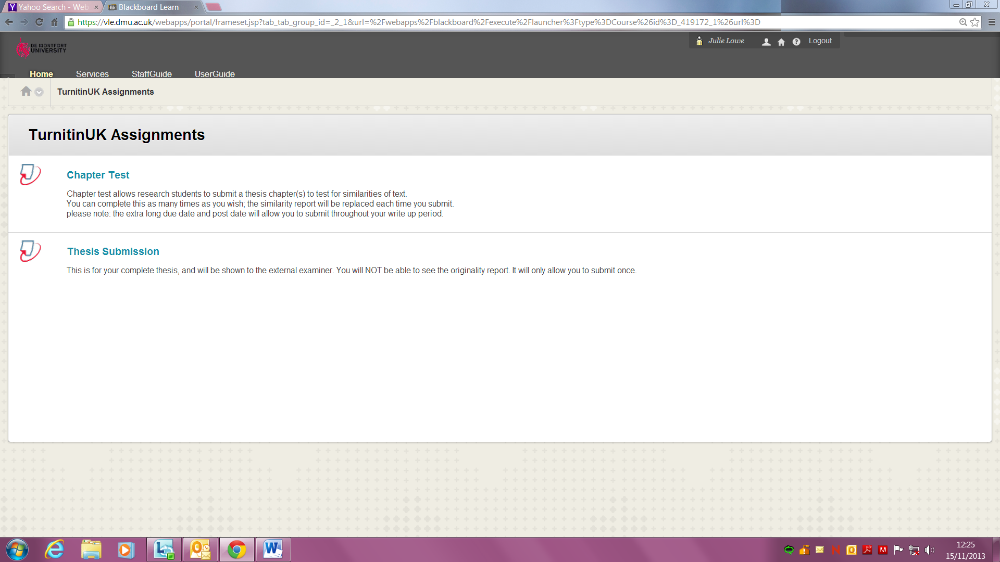 Yahoo Search - Web
Blackboard Learn
https://vle.dmu.ac.uk/webapps/portal/frameset.jsp?tab_tab_group_id=_2_1&url=%2Fwebapps%2Fblackboard%2Fexecute%2Flauncher%3Ftype%3DCourse%26id%3D_419172_1%26url%3D
DE MONTFORT
UNIVERSITY
Julie Lowe
Logout
Home Services StaffGuide UserGuide
TurnitinUK Assignments
TurnitinUK Assignments
Chapter Test
Chapter test allows research students to submit a thesis chapter(s) to test for similarities of text.
You can complete this as many times as you wish; the similarity report will be replaced each time you submit.
please note: the extra long due date and post date will allow you to submit throughout your write up period.
Thesis Submission
This is for your complete thesis, and will be shown to the external examiner. You will NOT be able to see the originality report. It will only allow you to submit once.
12:25
15/11/2013